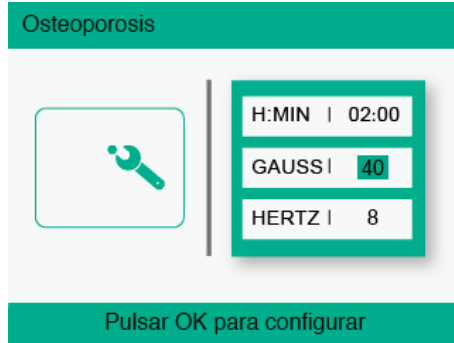 Osteoporosis
H:MIN | 02:00
GAUSS | 40
HERTZ | 8
Pulsar OK para configurar